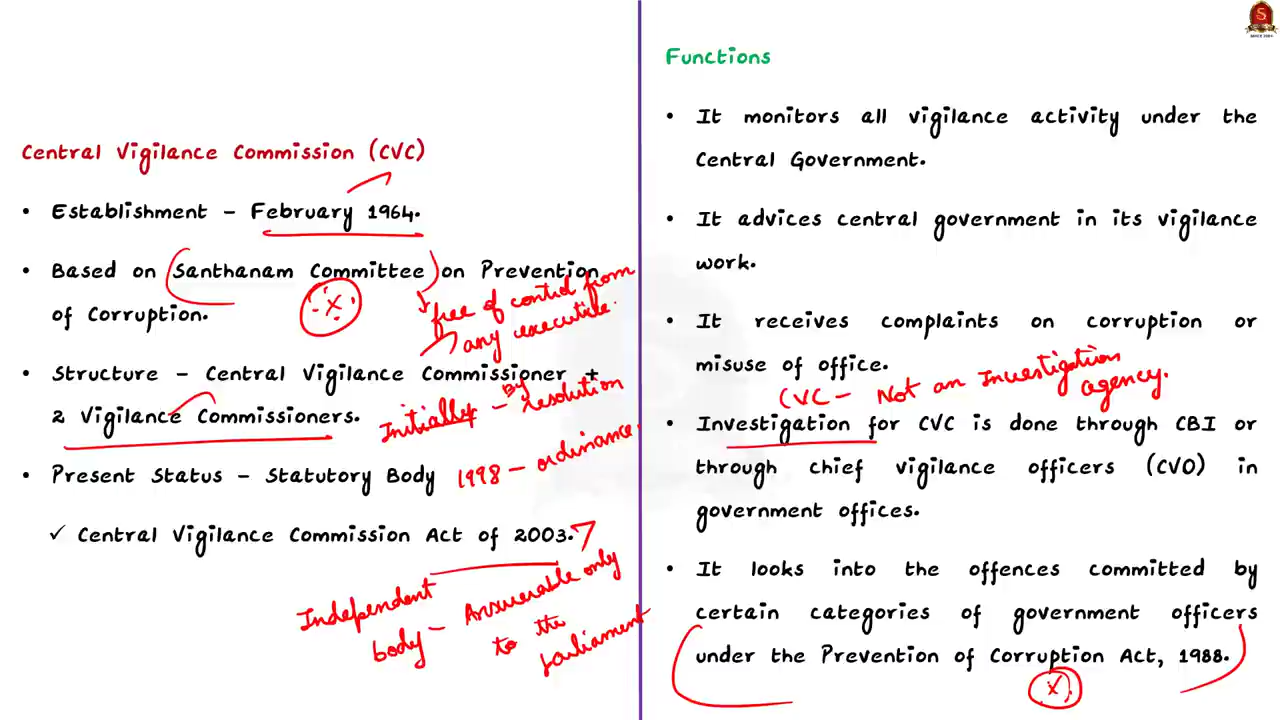 Central Vigilance Commission (CVC)
• Establishment – February 1964.
• Based on Santhanam Committee on Prevention
of Corruption.
↓ free of control from
any executive.
• Structure – Central Vigilance Commissioner +
2 Vigilance Commissioners.
Initially – By resolution
• Present Status – Statutory Body
1998 – ordinance.
✓ Central Vigilance Commission Act of 2003.
Independent
body – Answerable only
to the
parliament
Functions
• It monitors all vigilance activity under the
Central Government.
• It advices central government in its vigilance
work.
• It receives complaints on corruption or
misuse of office.
CVC – Not an Investigation
agency.
• Investigation for CVC is done through CBI or
through chief vigilance officers (CVO) in
government offices.
• It looks into the offences committed by
certain categories of government officers
under the Prevention of Corruption Act, 1988.
X
X
S